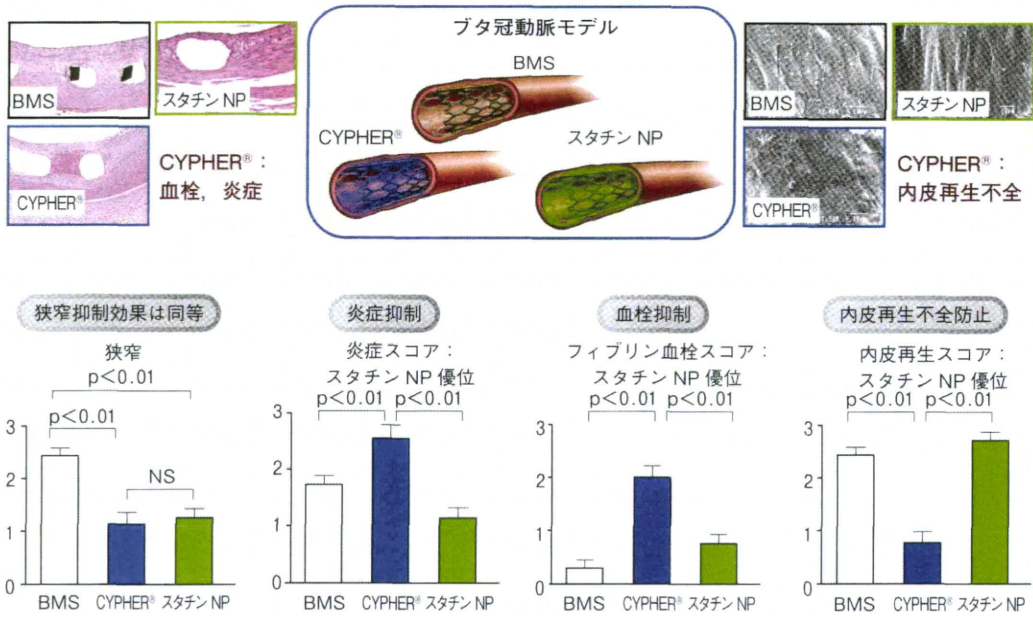 ブタ冠動脈モデル
BMS
CYPHER®
スタチン NP
BMS
スタチン NP
CYPHER®
CYPHER®：
血栓，炎症
BMS
スタチン NP
CYPHER®
CYPHER®：
内皮再生不全
狭窄抑制効果は同等
狭窄
p<0.01
p<0.01
NS
3
2
1
0
BMS CYPHER® スタチン NP
炎症抑制
炎症スコア：
スタチン NP 優位
p<0.01 p<0.01
3
2
1
0
BMS CYPHER® スタチン NP
血栓抑制
フィブリン血栓スコア：
スタチン NP 優位
p<0.01 p<0.01
3
2
1
0
BMS CYPHER® スタチン NP
内皮再生不全防止
内皮再生スコア：
スタチン NP 優位
p<0.01 p<0.01
3
2
1
0
BMS CYPHER® スタチン NP